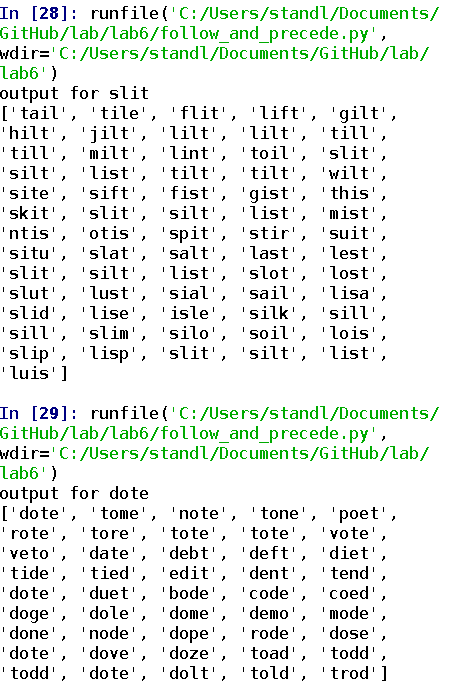 In [28]: runfile('C:/Users/standl/Documents/
GitHub/lab/lab6/follow_and_precede.py',
wdir='C:/Users/standl/Documents/GitHub/lab/
lab6')
output for slit
['tail', 'tile', 'flit', 'lift', 'gilt',
'hilt', 'jilt', 'lilt', 'lilt', 'till',
'till', 'milt', 'lint', 'toil', 'slit',
'silt', 'list', 'tilt', 'tilt', 'wilt',
'site', 'sift', 'fist', 'gist', 'this',
'skit', 'slit', 'silt', 'list', 'mist',
'ntis', 'otis', 'spit', 'stir', 'suit',
'situ', 'slat', 'salt', 'last', 'lest',
'slit', 'silt', 'list', 'slot', 'lost',
'slut', 'lust', 'sial', 'sail', 'lisa',
'slid', 'lise', 'isle', 'silk', 'sill',
'sill', 'slim', 'silo', 'soil', 'lois',
'slip', 'lisp', 'slit', 'silt', 'list',
'luis']
In [29]: runfile('C:/Users/standl/Documents/
GitHub/lab/lab6/follow_and_precede.py',
wdir='C:/Users/standl/Documents/GitHub/lab/
lab6')
output for dote
['dote', 'tome', 'note', 'tone', 'poet',
'rote', 'tore', 'tote', 'tote', 'vote',
'veto', 'date', 'debt', 'deft', 'diet',
'tide', 'tied', 'edit', 'dent', 'tend',
'dote', 'duet', 'bode', 'code', 'coed',
'doge', 'dole', 'dome', 'demo', 'mode',
'done', 'node', 'dope', 'rode', 'dose',
'dote', 'dove', 'doze', 'toad', 'todd',
'todd', 'dote', 'dolt', 'told', 'trod']